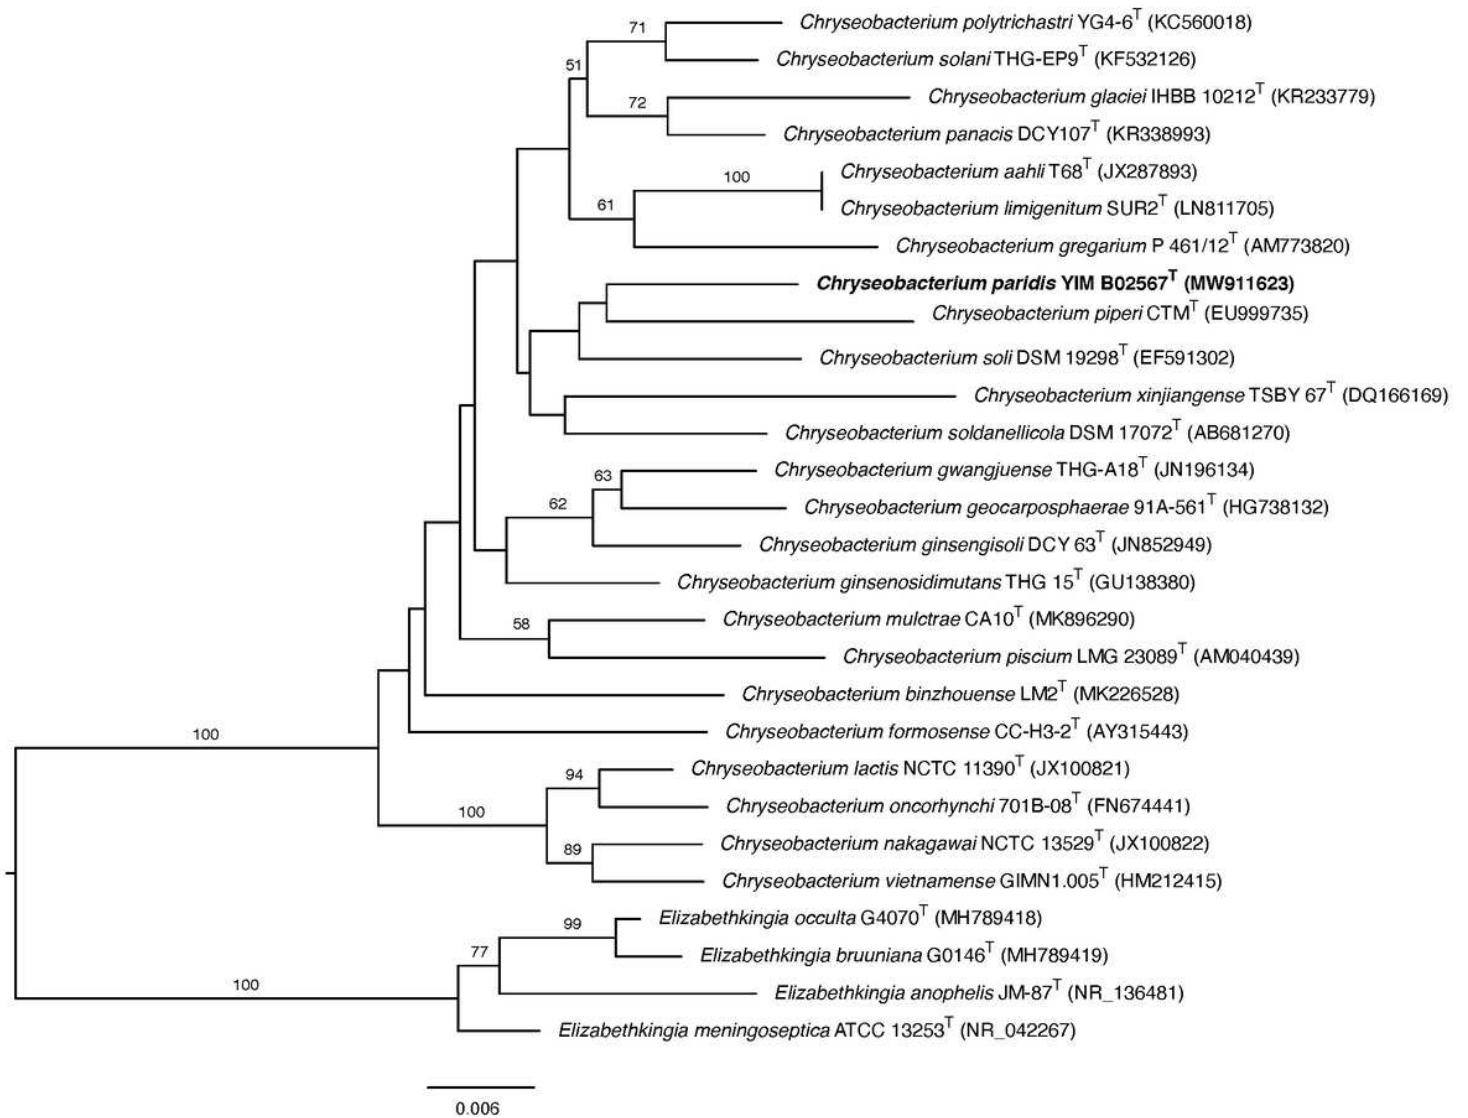 71
Chryseobacterium polytrichastri YG4-6T (KC560018)
51
Chryseobacterium solani THG-EP9T (KF532126)
72
Chryseobacterium glaciei IHBB 10212T (KR233779)
Chryseobacterium panacis DCY107T (KR338993)
100
Chryseobacterium aahli T68T (JX287893)
61
Chryseobacterium limigenitum SUR2T (LN811705)
Chryseobacterium gregarium P 461/12T (AM773820)
Chryseobacterium paridis YIM B02567T (MW911623)
Chryseobacterium piperi CTMT (EU999735)
Chryseobacterium soli DSM 19298T (EF591302)
Chryseobacterium xinjiangense TSBY 67T (DQ166169)
Chryseobacterium soldanellicola DSM 17072T (AB681270)
63
Chryseobacterium gwangjuense THG-A18T (JN196134)
62
Chryseobacterium geocarposphaerae 91A-561T (HG738132)
Chryseobacterium ginsengisoli DCY 63T (JN852949)
Chryseobacterium ginsenosidimutans THG 15T (GU138380)
58
Chryseobacterium mulctrae CA10T (MK896290)
Chryseobacterium piscium LMG 23089T (AM040439)
Chryseobacterium binzhouense LM2T (MK226528)
100
Chryseobacterium formosense CC-H3-2T (AY315443)
94
Chryseobacterium lactis NCTC 11390T (JX100821)
100
Chryseobacterium oncorhynchi 701B-08T (FN674441)
89
Chryseobacterium nakagawai NCTC 13529T (JX100822)
Chryseobacterium vietnamense GIMN1.005T (HM212415)
99
Elizabethkingia occulta G4070T (MH789418)
77
Elizabethkingia bruuniana G0146T (MH789419)
100
Elizabethkingia anophelis JM-87T (NR_136481)
Elizabethkingia meningoseptica ATCC 13253T (NR_042267)
0.006